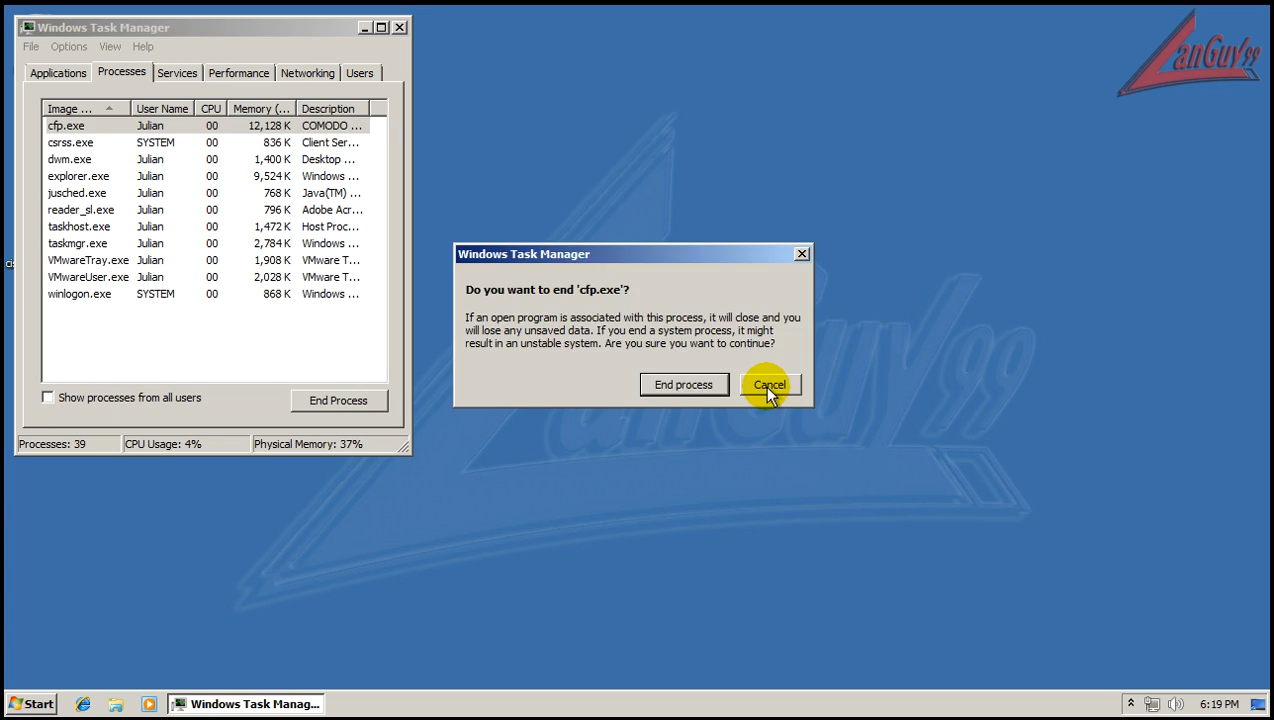 Windows Task Manager
File Options View Help
Applications Processes Services Performance Networking Users
Image ... User Name CPU Memory (... Description
cfp.exe Julian 00 12,128 K COMODO ...
csrss.exe SYSTEM 00 836 K Client Ser...
dwm.exe Julian 00 1,400 K Desktop ...
explorer.exe Julian 00 9,524 K Windows ...
jusched.exe Julian 00 768 K Java(TM) ...
reader_sl.exe Julian 00 796 K Adobe Acr...
taskhost.exe Julian 00 1,472 K Host Proc...
taskmgr.exe Julian 00 2,784 K Windows ...
VMwareTray.exe Julian 00 1,908 K VMware T...
VMwareUser.exe Julian 00 2,028 K VMware T...
winlogon.exe SYSTEM 00 868 K Windows ...
Show processes from all users End Process
Processes: 39 CPU Usage: 4% Physical Memory: 37%
Windows Task Manager
Do you want to end 'cfp.exe'?
If an open program is associated with this process, it will close and you
will lose any unsaved data. If you end a system process, it might
result in an unstable system. Are you sure you want to continue?
End process Cancel
LanGuy99
LanGuy99
Start Windows Task Manag... 6:19 PM